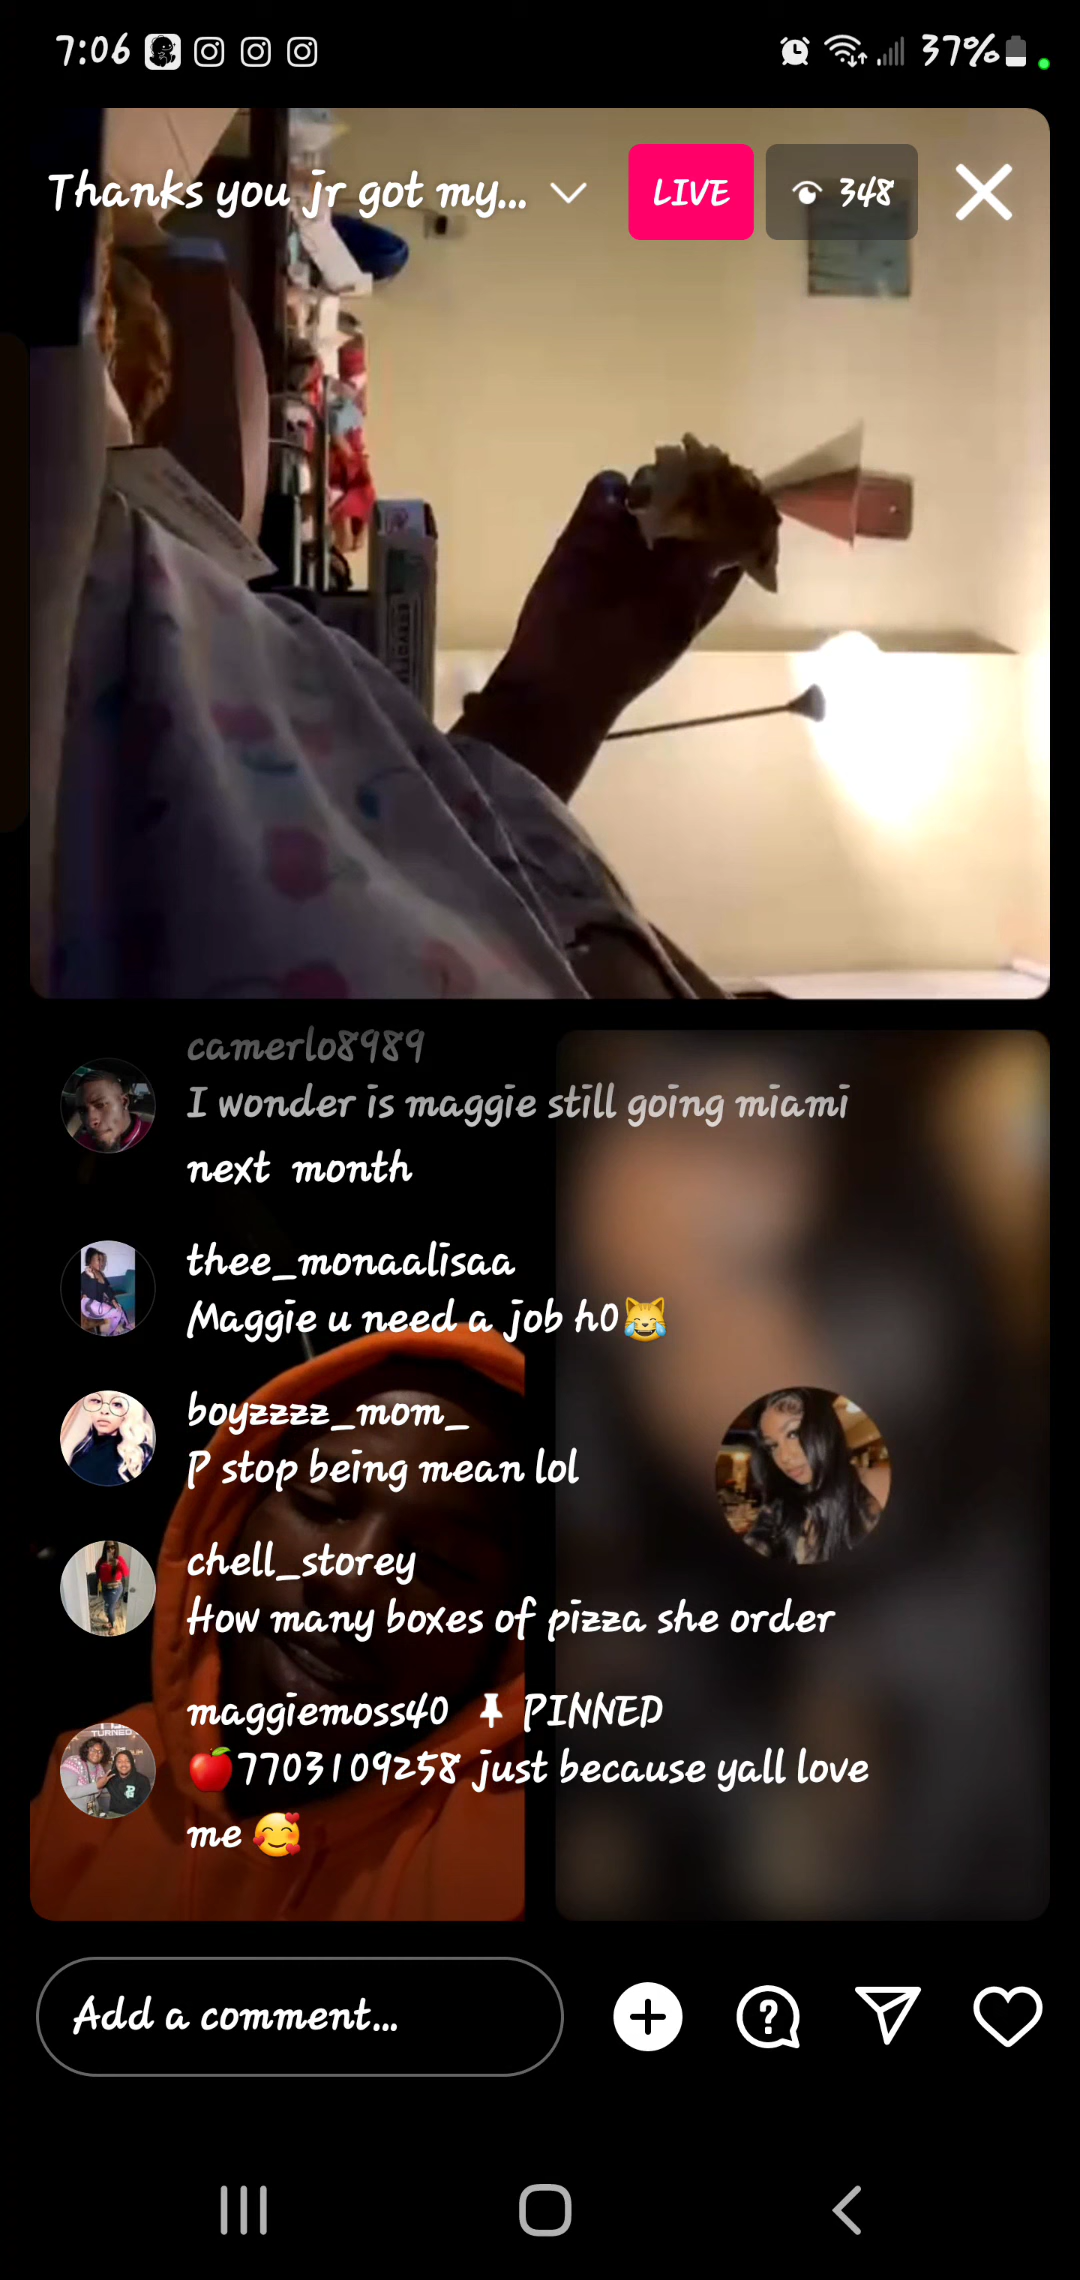 7:06
37%
Thanks you jr got my...
LIVE
348
camerlo8989
I wonder is maggie still going miami
next month
thee_monaalisaa
Maggie u need a job h0😹
boyzzzz_mom_
P stop being mean lol
chell_storey
How many boxes of pizza she order
maggiemoss40 PINNED
🍎7703109258 just because yall love
me 🥰
TURNED
Add a comment...